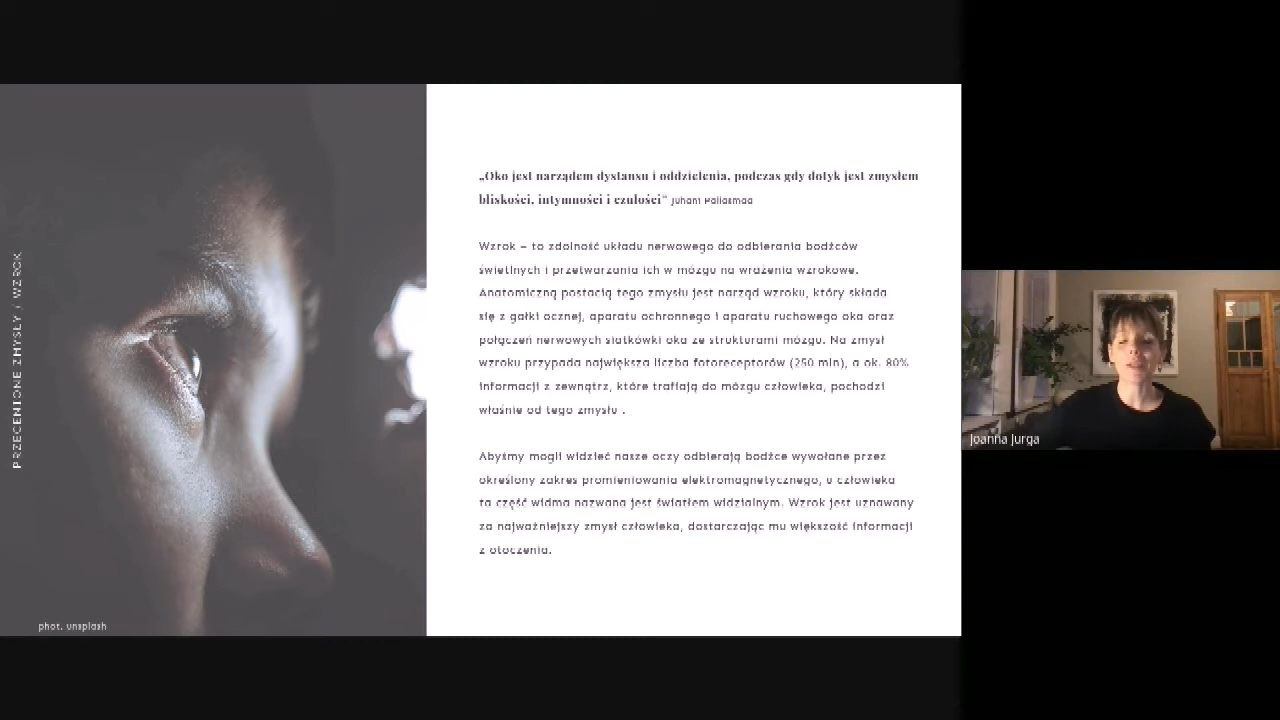 PRZECENIONE ZMYSŁY / WZROK
phot. unsplash
„Oko jest narządem dystansu i oddzielenia, podczas gdy dotyk jest zmysłem
bliskości, intymności i czułości“ Juhani Pallasmaa
Wzrok – to zdolność układu nerwowego do odbierania bodźców
świetlnych i przetwarzania ich w mózgu na wrażenia wzrokowe.
Anatomiczną postacią tego zmysłu jest narząd wzroku, który składa
się z gałki ocznej, aparatu ochronnego i aparatu ruchowego oka oraz
połączeń nerwowych siatkówki oka ze strukturami mózgu. Na zmysł
wzroku przypada największa liczba fotoreceptorów (250 mln), a ok. 80%
informacji z zewnątrz, które trafiają do mózgu człowieka, pochodzi
właśnie od tego zmysłu .
Abyśmy mogli widzieć nasze oczy odbierają bodźce wywołane przez
określony zakres promieniowania elektromagnetycznego, u człowieka
ta część widma nazwana jest światłem widzialnym. Wzrok jest uznawany
za najważniejszy zmysł człowieka, dostarczając mu większość informacji
z otoczenia.
Joanna Jurga